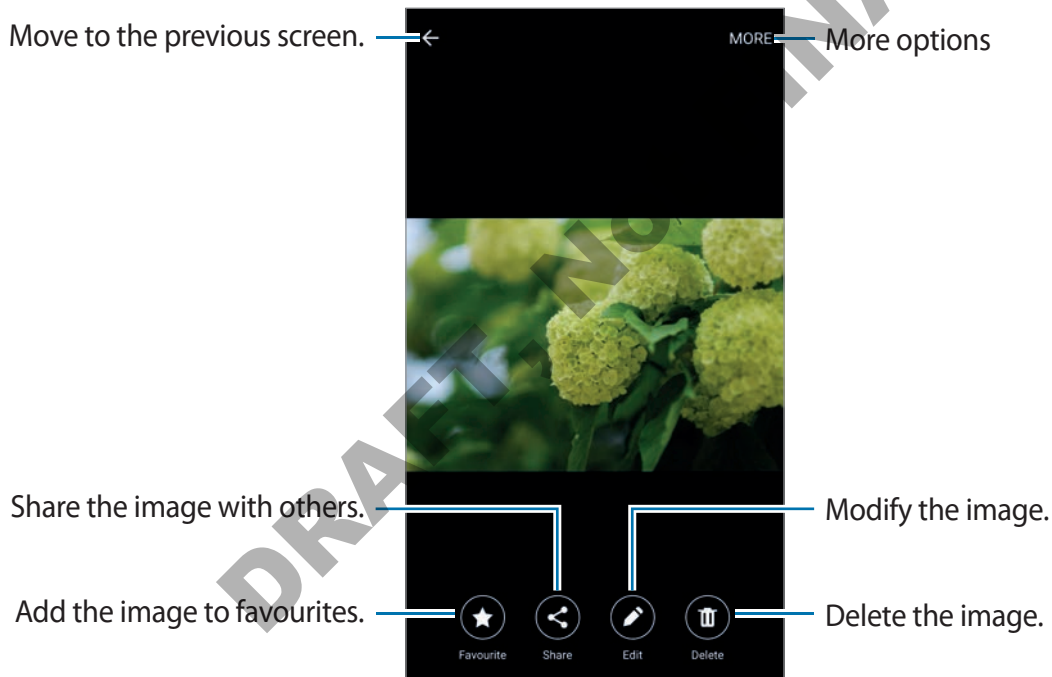 Move to the previous screen.
MORE
More options
Share the image with others.
Modify the image.
Add the image to favourites.
Delete the image.
Favourite
Share
Edit
Delete
DRAFT - Not FINAL